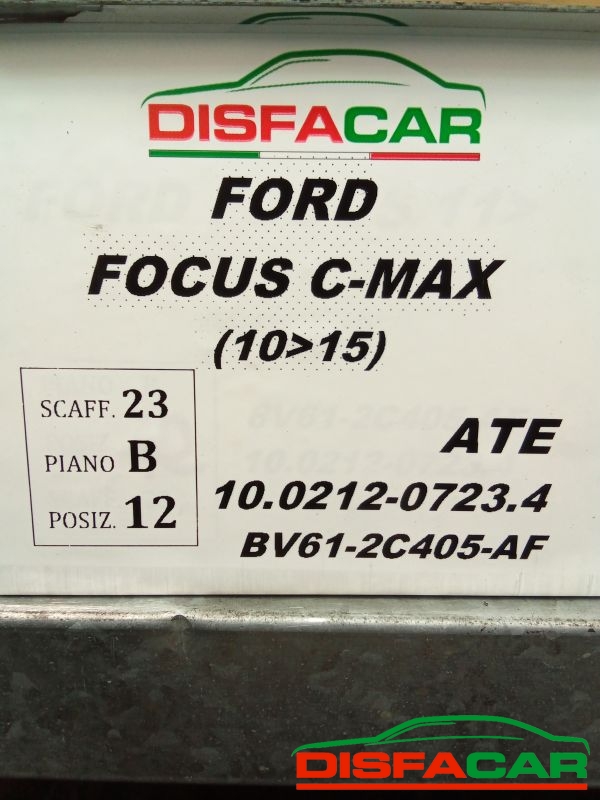 DISFACAR
FORD
FOCUS C-MAX
(10>15)
SCAFF. 23
PIANO B
POSIZ. 12
ATE
10.0212-0723.4
BV61-2C405-AF
DISFACAR